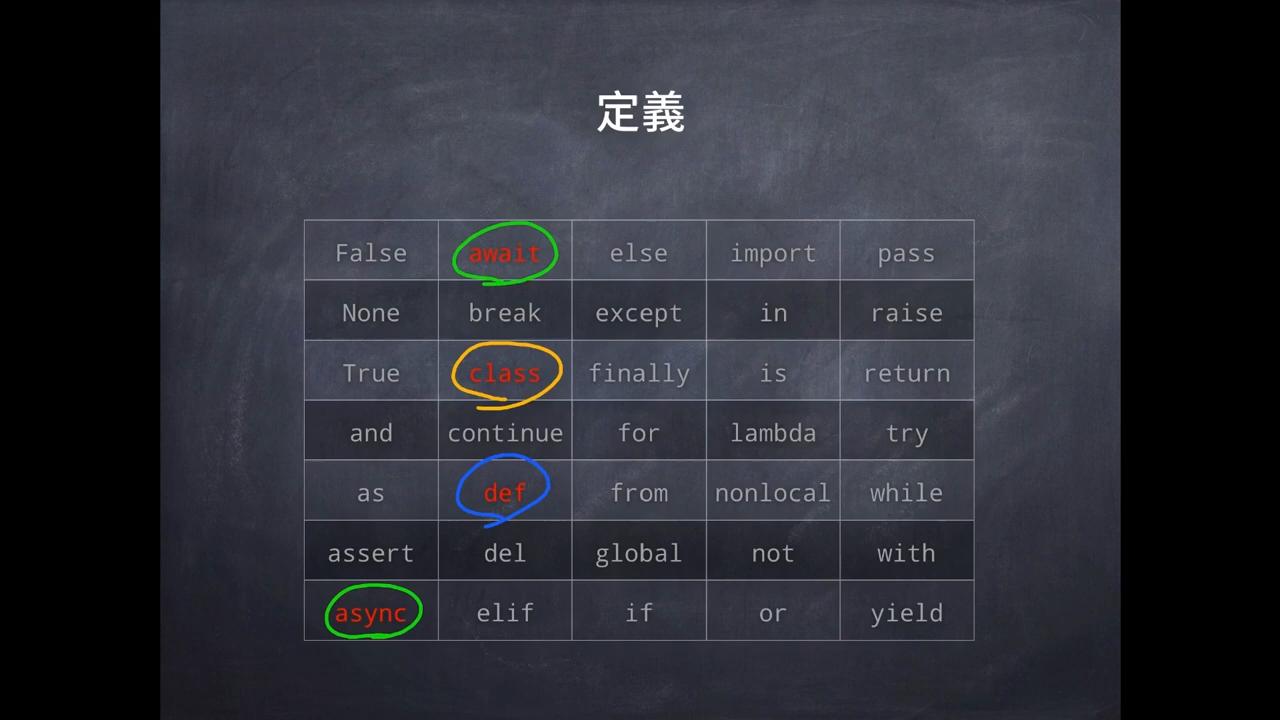 定義
False await else import pass
None break except in raise
True class finally is return
and continue for lambda try
as def from nonlocal while
assert del global not with
async elif if or yield